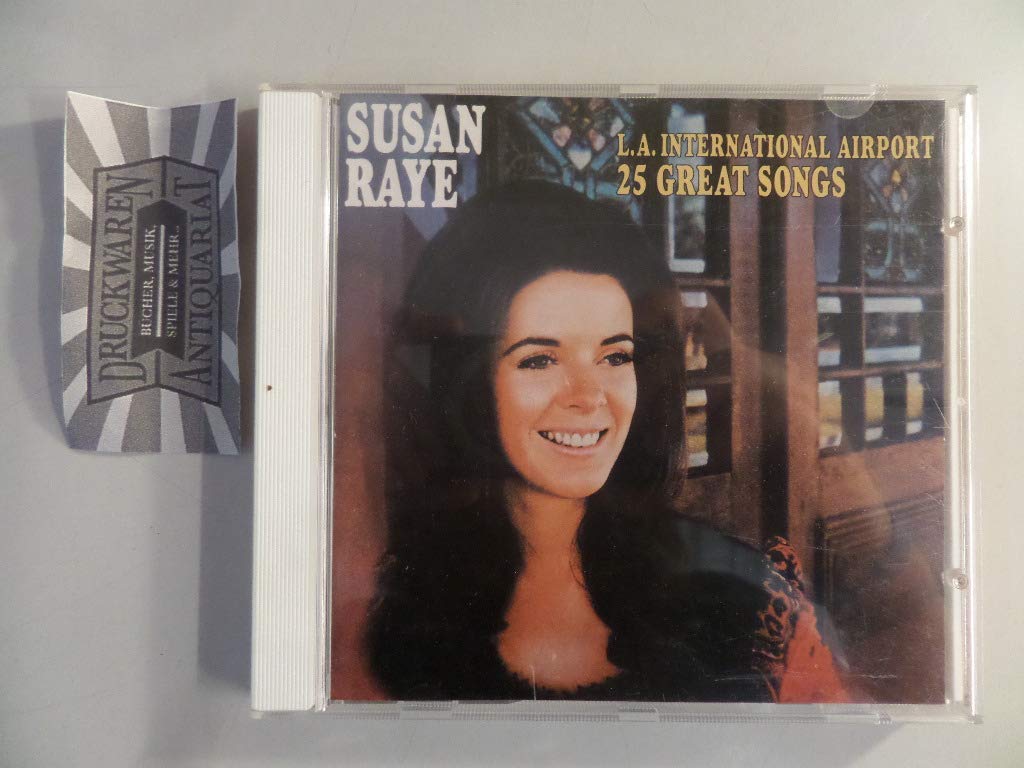 SUSAN
RAYE
L.A. INTERNATIONAL AIRPORT
25 GREAT SONGS
DRUCKWAREN
BÜCHER, MUSIK,
SPIELE & MEHR...
ANTIQUARIAT